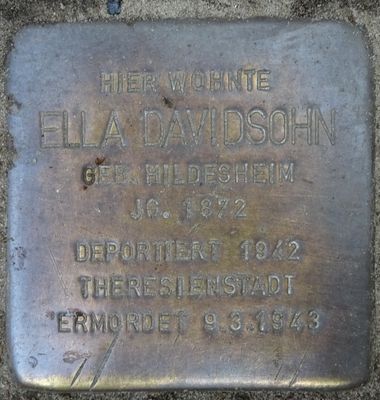 HIER WOHNTE
ELLA DAVIDSOHN
GEB. HILDESHEIM
JG. 1872
DEPORTIERT 1942
THERESIENSTADT
ERMORDET 9.3.1943